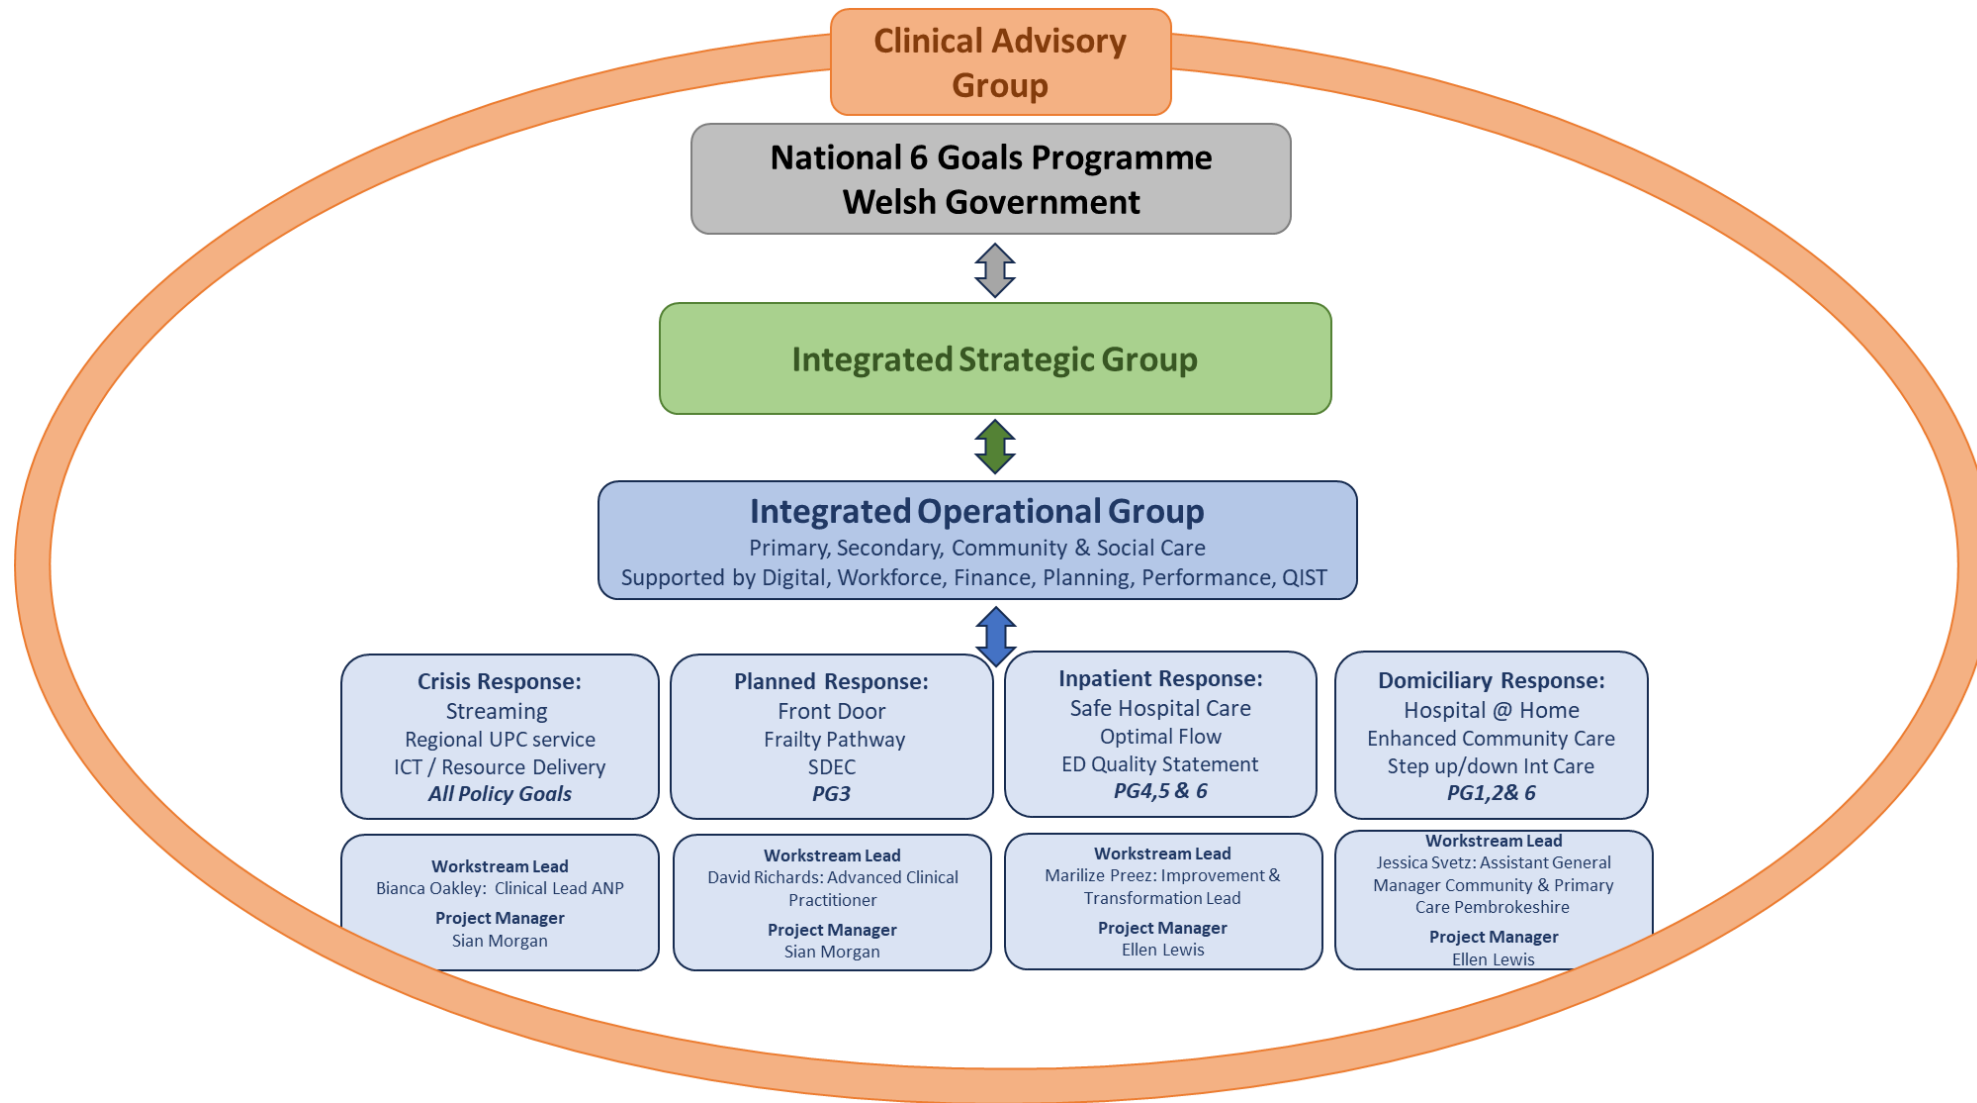 Clinical Advisory
Group
National 6 Goals Programme
Welsh Government
Integrated Strategic Group
Integrated Operational Group
Primary, Secondary, Community & Social Care
Supported by Digital, Workforce, Finance, Planning, Performance, QIST
Crisis Response:
Streaming
Regional UPC service
ICT / Resource Delivery
All Policy Goals
Planned Response:
Front Door
Frailty Pathway
SDEC
PG3
Inpatient Response:
Safe Hospital Care
Optimal Flow
ED Quality Statement
PG4,5 & 6
Domiciliary Response:
Hospital @ Home
Enhanced Community Care
Step up/down Int Care
PG1,2& 6
Workstream Lead
Bianca Oakley: Clinical Lead ANP
Project Manager
Sian Morgan
Workstream Lead
David Richards: Advanced Clinical
Practitioner
Project Manager
Sian Morgan
Workstream Lead
Marilize Preez: Improvement &
Transformation Lead
Project Manager
Ellen Lewis
Workstream Lead
Jessica Svetz: Assistant General
Manager Community & Primary
Care Pembrokeshire
Project Manager
Ellen Lewis